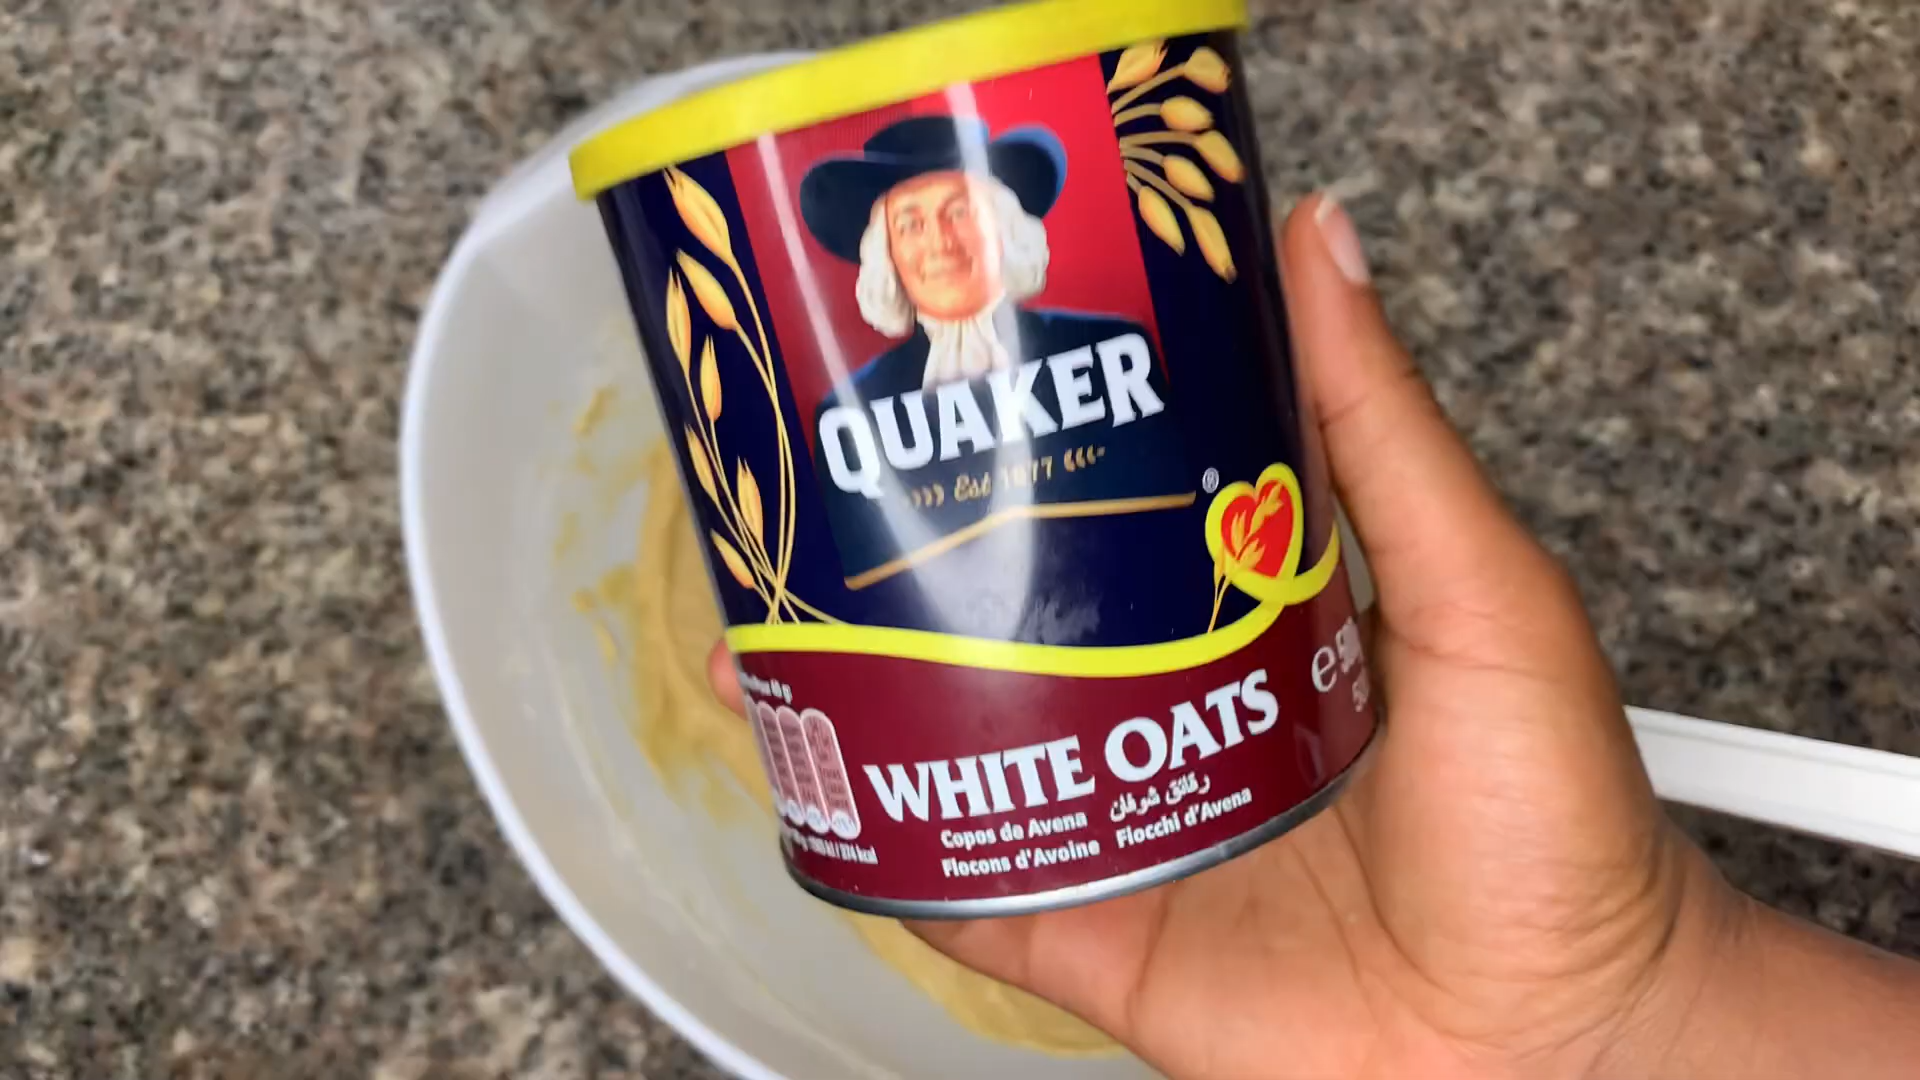 QUAKER
Est 1877
®
WHITE OATS
Copos de Avena
رقائق شوفان
Flocons d'Avoine
Fiocchi d'Avena
e